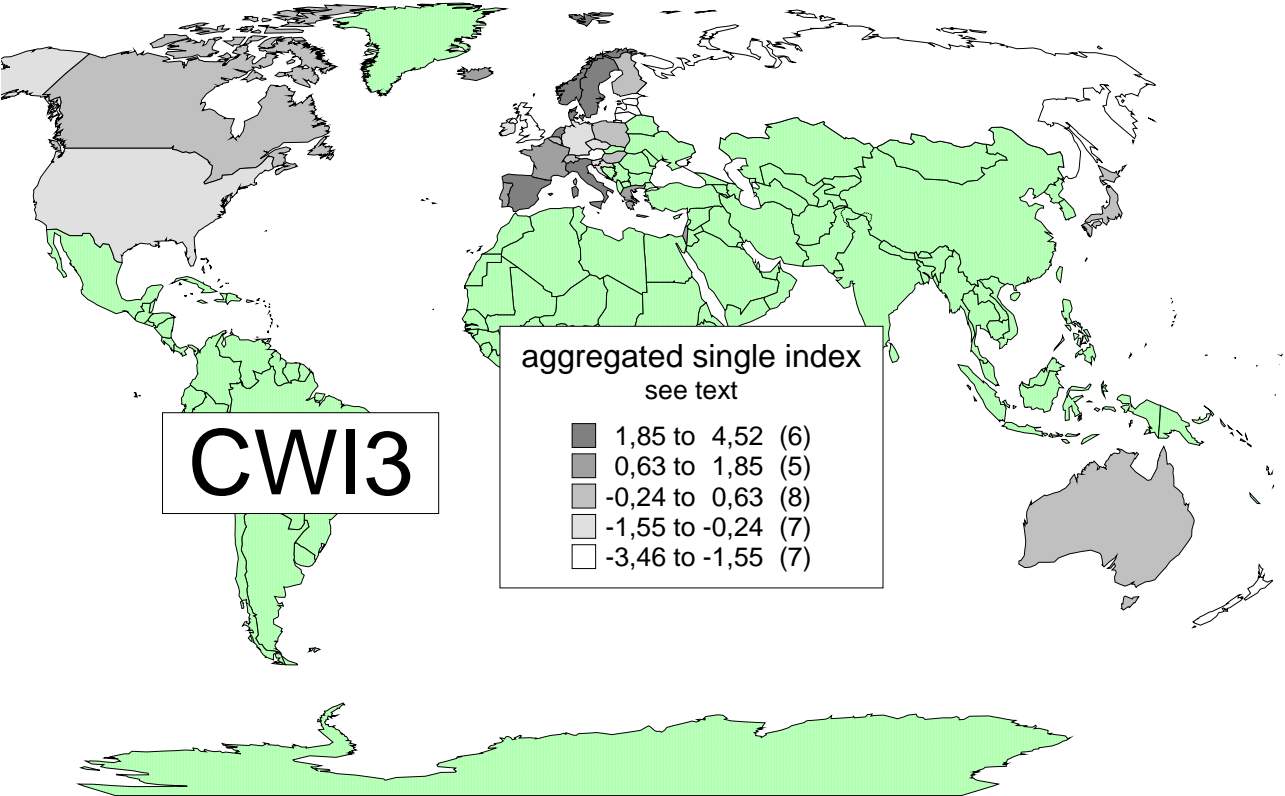 aggregated single index
see text
1,85 to 4,52 (6)
0,63 to 1,85 (5)
-0,24 to 0,63 (8)
-1,55 to -0,24 (7)
-3,46 to -1,55 (7)
CWI3